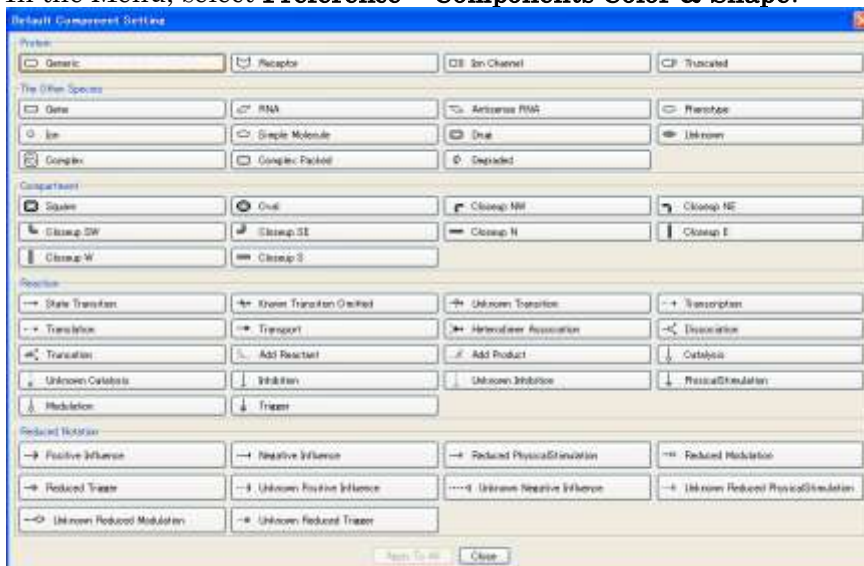 In the Menu, select Preference – Components Color & Shape.
Default Component Setting
Protein
Generic Receptor Ion Channel Truncated
The Other Species
Gene RNA Antisense RNA Phenotype
Ion Simple Molecule Drug Unknown
Complex Complex Packed Degraded
Compartment
Square Oval Closeup NW Closeup NE
Closeup SW Closeup SE Closeup N Closeup E
Closeup W Closeup S
Reaction
State Transition Known Transition Omitted Unknown Transition Transcription
Translation Transport Heterodimer Association Dissociation
Truncation Add Reactant Add Product Catalysis
Unknown Catalysis Inhibition Unknown Inhibition PhysicalStimulation
Modulation Trigger
Reduced Notation
Positive Influence Negative Influence Reduced PhysicalStimulation Reduced Modulation
Reduced Trigger Unknown Positive Influence Unknown Negative Influence Unknown Reduced PhysicalStimulation
Unknown Reduced Modulation Unknown Reduced Trigger
Apply To All Close